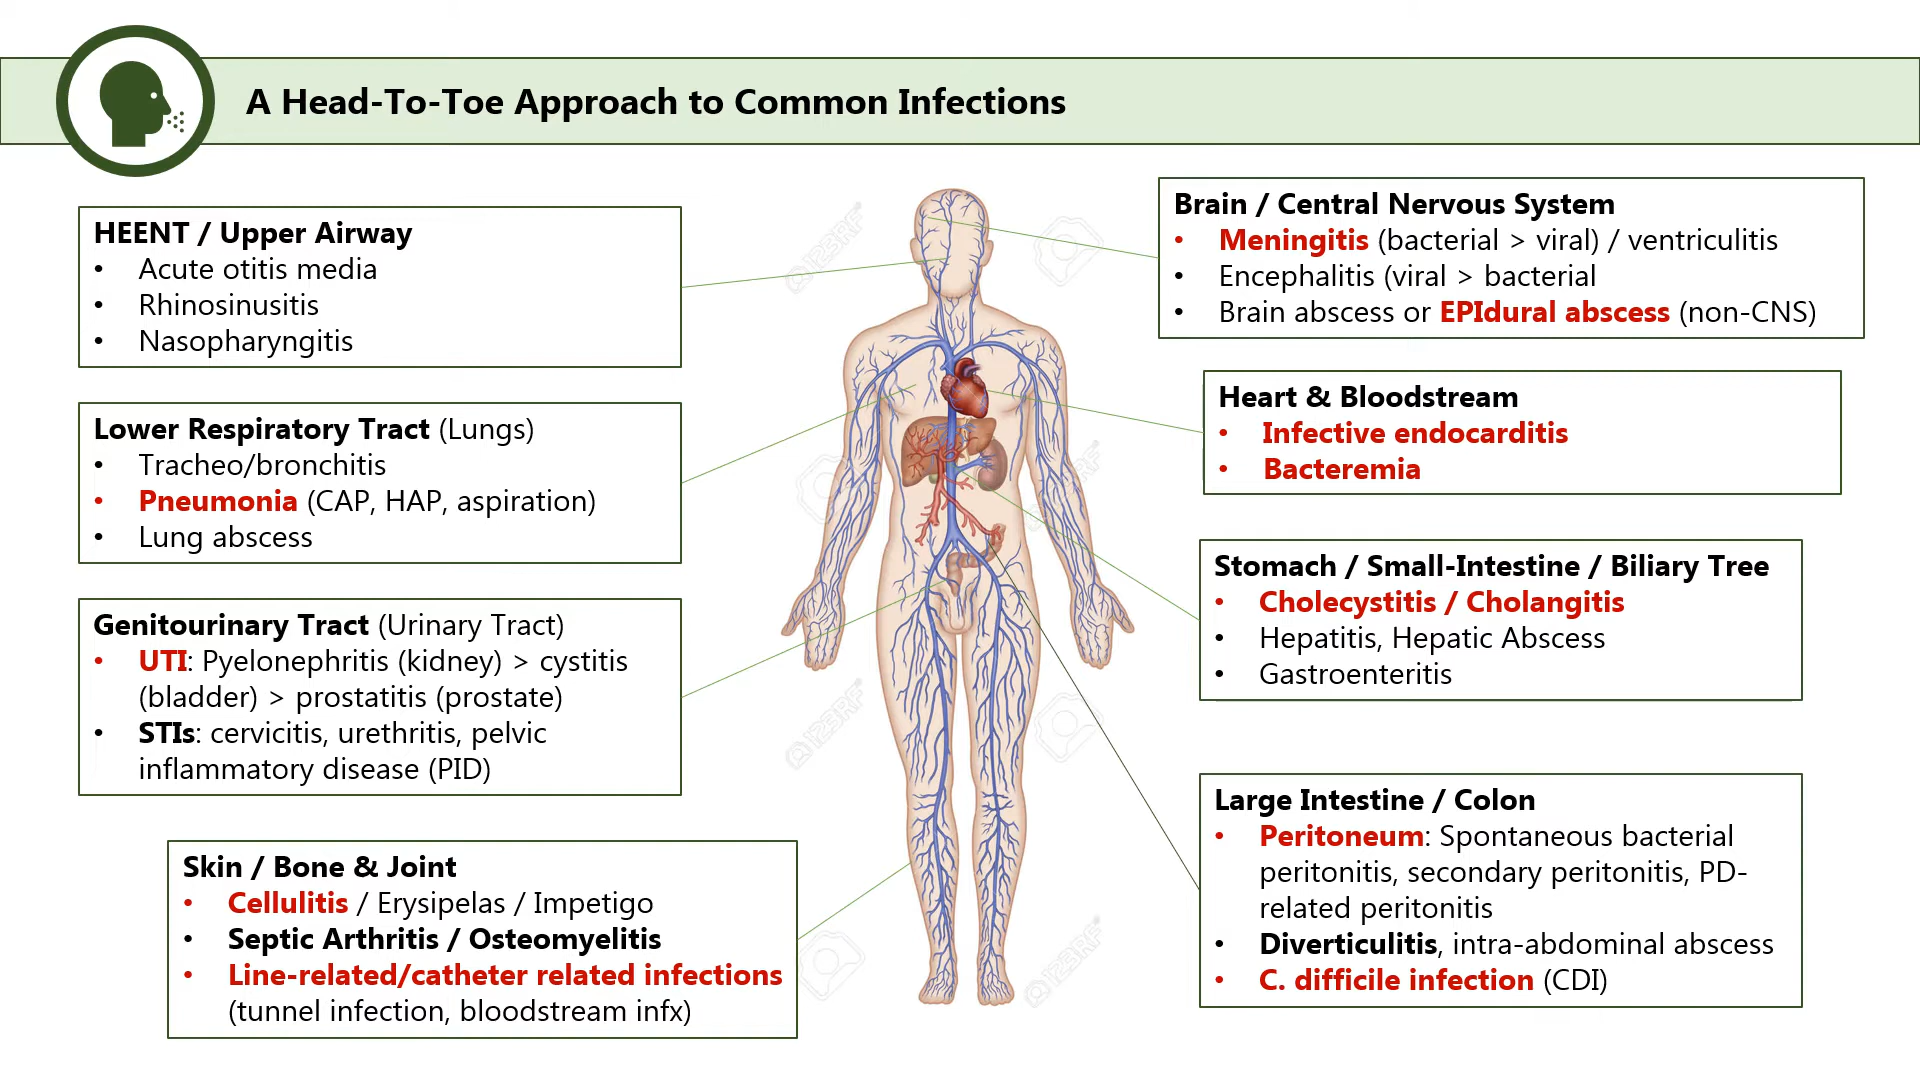 A Head-To-Toe Approach to Common Infections
HEENT / Upper Airway
• Acute otitis media
• Rhinosinusitis
• Nasopharyngitis
Lower Respiratory Tract (Lungs)
• Tracheo/bronchitis
• Pneumonia (CAP, HAP, aspiration)
• Lung abscess
Genitourinary Tract (Urinary Tract)
• UTI: Pyelonephritis (kidney) > cystitis
(bladder) > prostatitis (prostate)
• STIs: cervicitis, urethritis, pelvic
inflammatory disease (PID)
Skin / Bone & Joint
• Cellulitis / Erysipelas / Impetigo
• Septic Arthritis / Osteomyelitis
• Line-related/catheter related infections
(tunnel infection, bloodstream infx)
Brain / Central Nervous System
• Meningitis (bacterial > viral) / ventriculitis
• Encephalitis (viral > bacterial
• Brain abscess or EPIdural abscess (non-CNS)
Heart & Bloodstream
• Infective endocarditis
• Bacteremia
Stomach / Small-Intestine / Biliary Tree
• Cholecystitis / Cholangitis
• Hepatitis, Hepatic Abscess
• Gastroenteritis
Large Intestine / Colon
• Peritoneum: Spontaneous bacterial
peritonitis, secondary peritonitis, PD-
related peritonitis
• Diverticulitis, intra-abdominal abscess
• C. difficile infection (CDI)
123RF
123RF
123RF
123RF